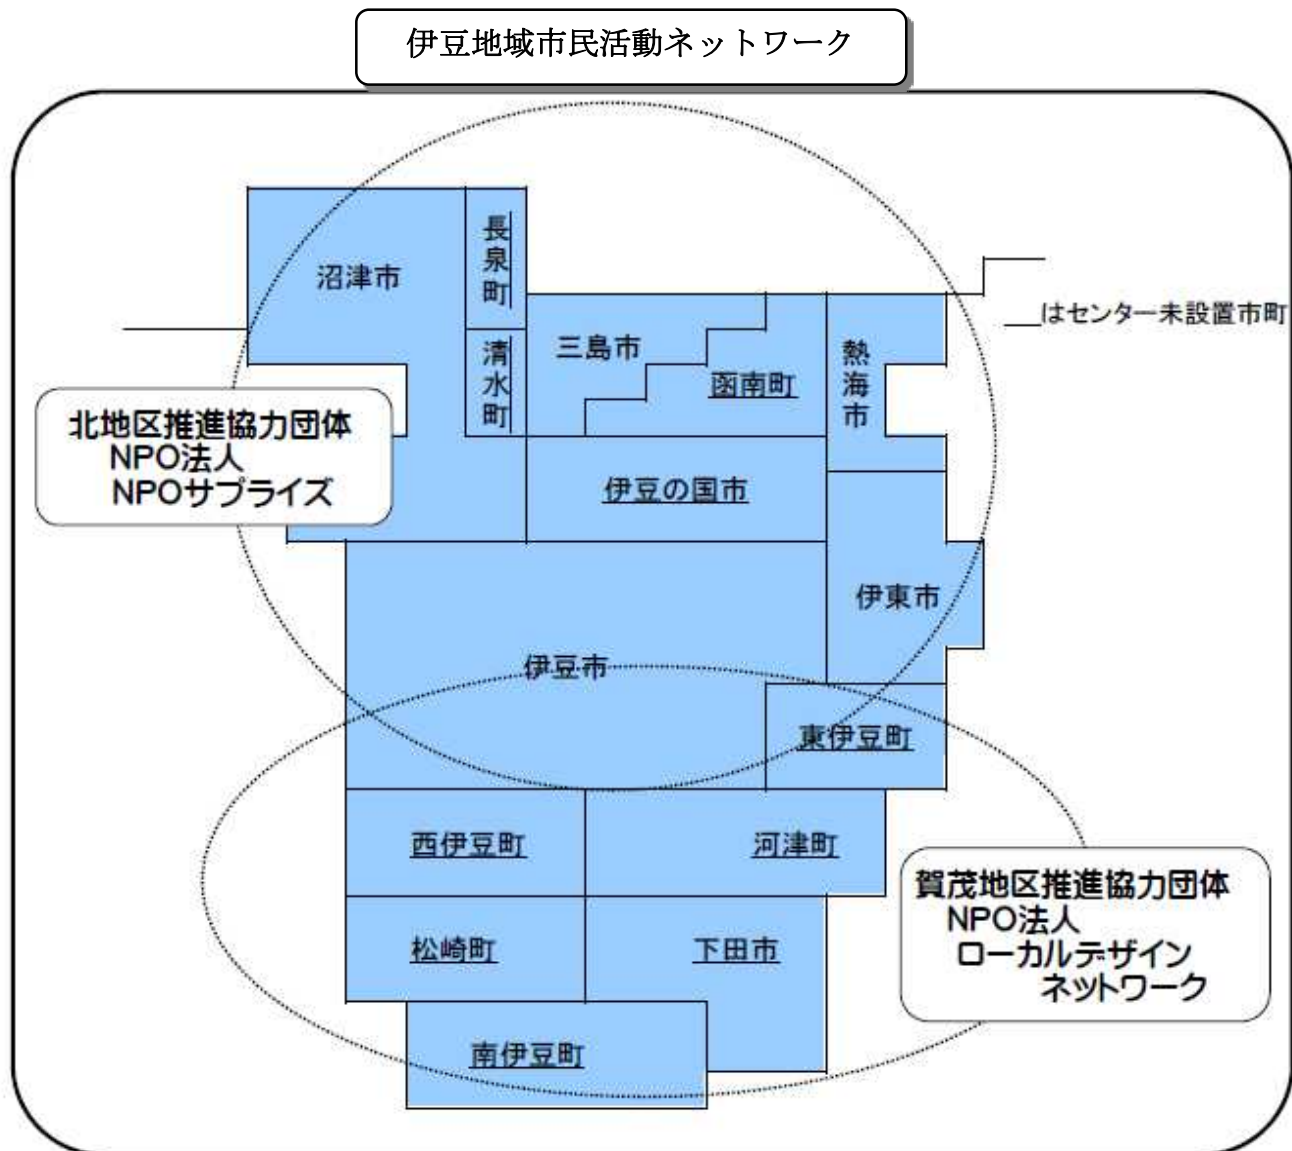 伊豆地域市民活動ネットワーク
沼津市
長泉町
清水町
三島市
函南町
熱海市
＿はセンター未設置市町
北地区推進協力団体
NPO法人
NPOサプライズ
伊豆の国市
伊東市
伊豆市
東伊豆町
西伊豆町
河津町
賀茂地区推進協力団体
NPO法人
ローカルデザイン
ネットワーク
松崎町
下田市
南伊豆町